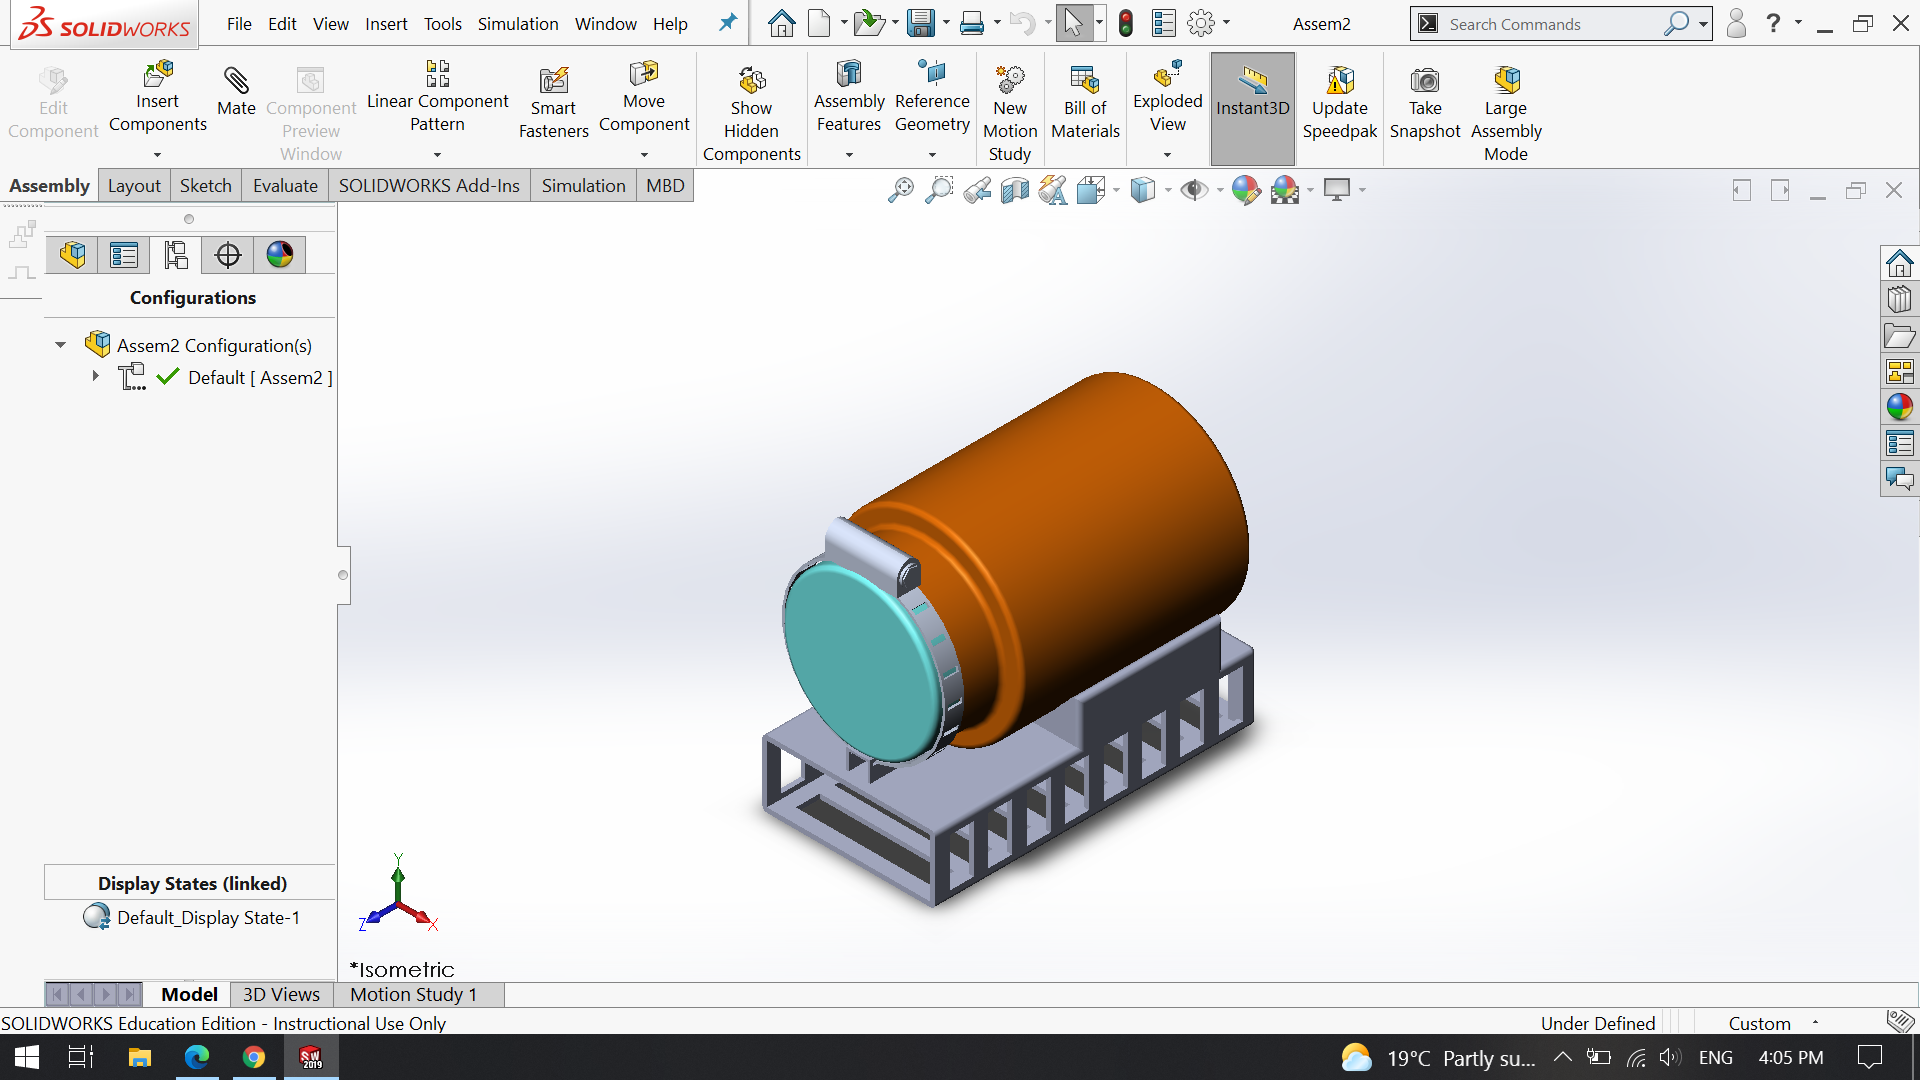 SOLIDWORKS
File Edit View Insert Tools Simulation Window Help
Assem2
Search Commands
?
Edit Component
Insert Components
Mate
Component Preview Window
Linear Component Pattern
Smart Fasteners
Move Component
Show Hidden Components
Assembly Features
Reference Geometry
New Motion Study
Bill of Materials
Exploded View
Instant3D
Update Speedpak
Take Snapshot
Large Assembly Mode
Assembly Layout Sketch Evaluate SOLIDWORKS Add-Ins Simulation MBD
Configurations
Assem2 Configuration(s)
Default [ Assem2 ]
Display States (linked)
Default_Display State-1
Y
Z
X
*Isometric
Model 3D Views Motion Study 1
SOLIDWORKS Education Edition - Instructional Use Only
Under Defined
Custom
SW 2019
19°C Partly su...
ENG
4:05 PM